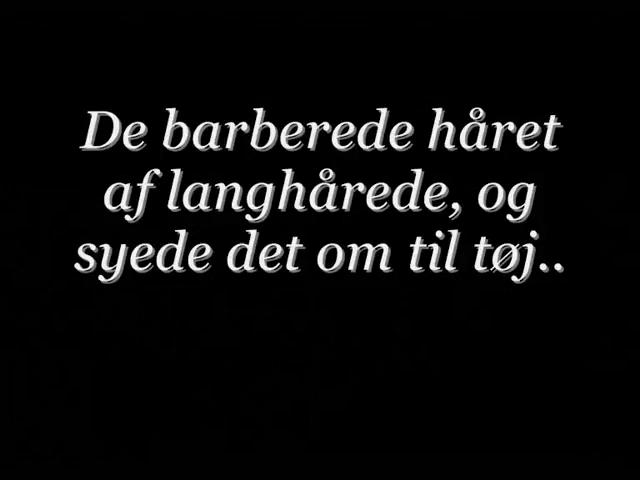 De barberede håret
af langhårede, og
syede det om til tøj..